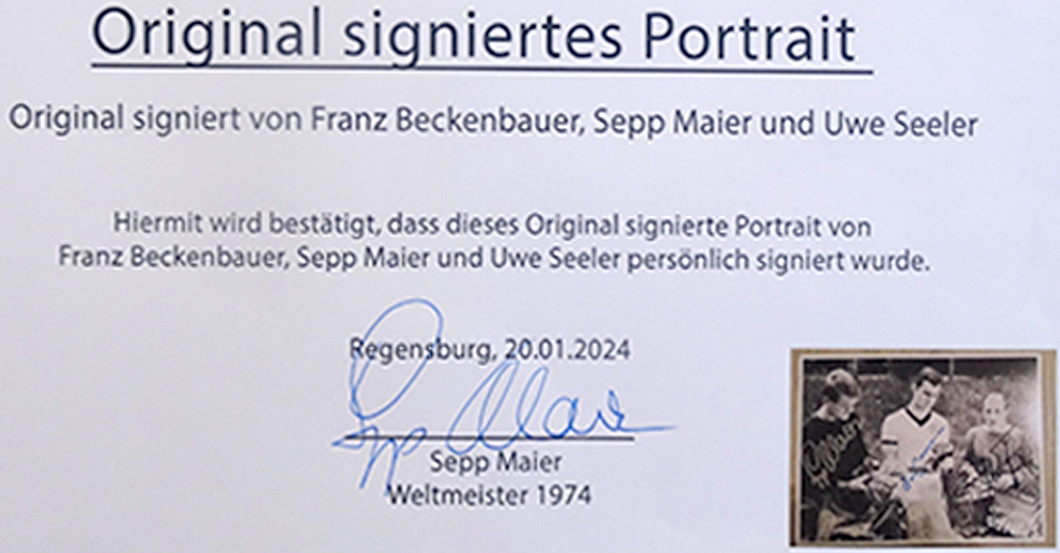 Original signiertes Portrait
Original signiert von Franz Beckenbauer, Sepp Maier und Uwe Seeler
Hiermit wird bestätigt, dass dieses Original signierte Portrait von
Franz Beckenbauer, Sepp Maier und Uwe Seeler persönlich signiert wurde.
Regensburg, 20.01.2024
Sepp Maier
Sepp Maier
Weltmeister 1974